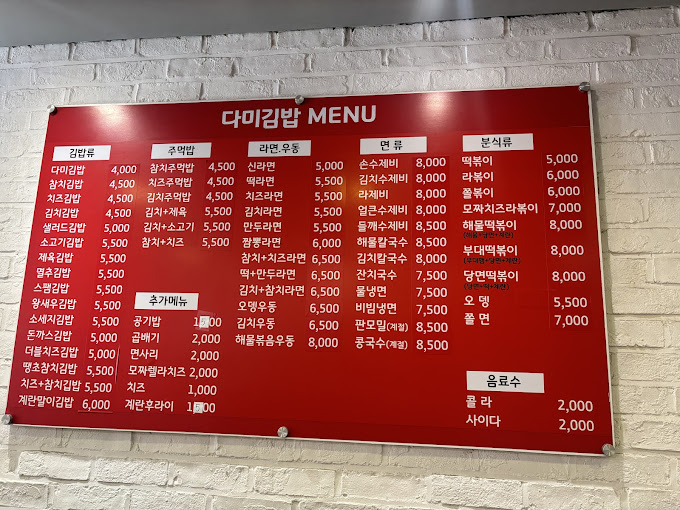 다미김밥 MENU
김밥류
다미김밥 4,000
참치김밥 4,500
치즈김밥 4,500
김치김밥 4,500
샐러드김밥 5,000
소고기김밥 5,500
제육김밥 5,500
멸추김밥 5,500
스팸김밥 5,500
왕새우김밥 5,500
소세지김밥 5,500
돈까스김밥 5,500
더블치즈김밥 5,000
땡초참치김밥 5,500
치즈+참치김밥 5,500
계란말이김밥 6,000
주먹밥
참치주먹밥 4,500
치즈주먹밥 4,500
김치주먹밥 4,500
김치+제육 5,500
김치+소고기 5,500
참치+치즈 5,500
추가메뉴
공기밥 1500
곱배기 2,000
면사리 2,000
모짜렐라치즈 2,000
치즈 1,000
계란후라이 1500
라면.우동
신라면 5,000
떡라면 5,500
치즈라면 5,500
김치라면 5,500
만두라면 5,500
짬뽕라면 6,000
참치+치즈라면 6,500
떡+만두라면 6,500
김치+참치라면 6,500
오뎅우동 6,500
김치우동 6,500
해물볶음우동 8,000
면 류
손수제비 8,000
김치수제비 8,000
라제비 8,000
얼큰수제비 8,000
들깨수제비 8,500
해물칼국수 8,500
김치칼국수 8,500
잔치국수 7,500
물냉면 7,500
비빔냉면 7,500
판모밀(계절) 8,500
콩국수(계절) 8,500
분식류
떡볶이 5,000
라볶이 6,000
쫄볶이 6,000
모짜치즈라볶이 7,000
해물떡볶이 8,000
부대떡볶이 8,000
당면떡볶이 8,000
오 뎅 5,500
쫄 면 7,000
음료수
콜 라 2,000
사이다 2,000